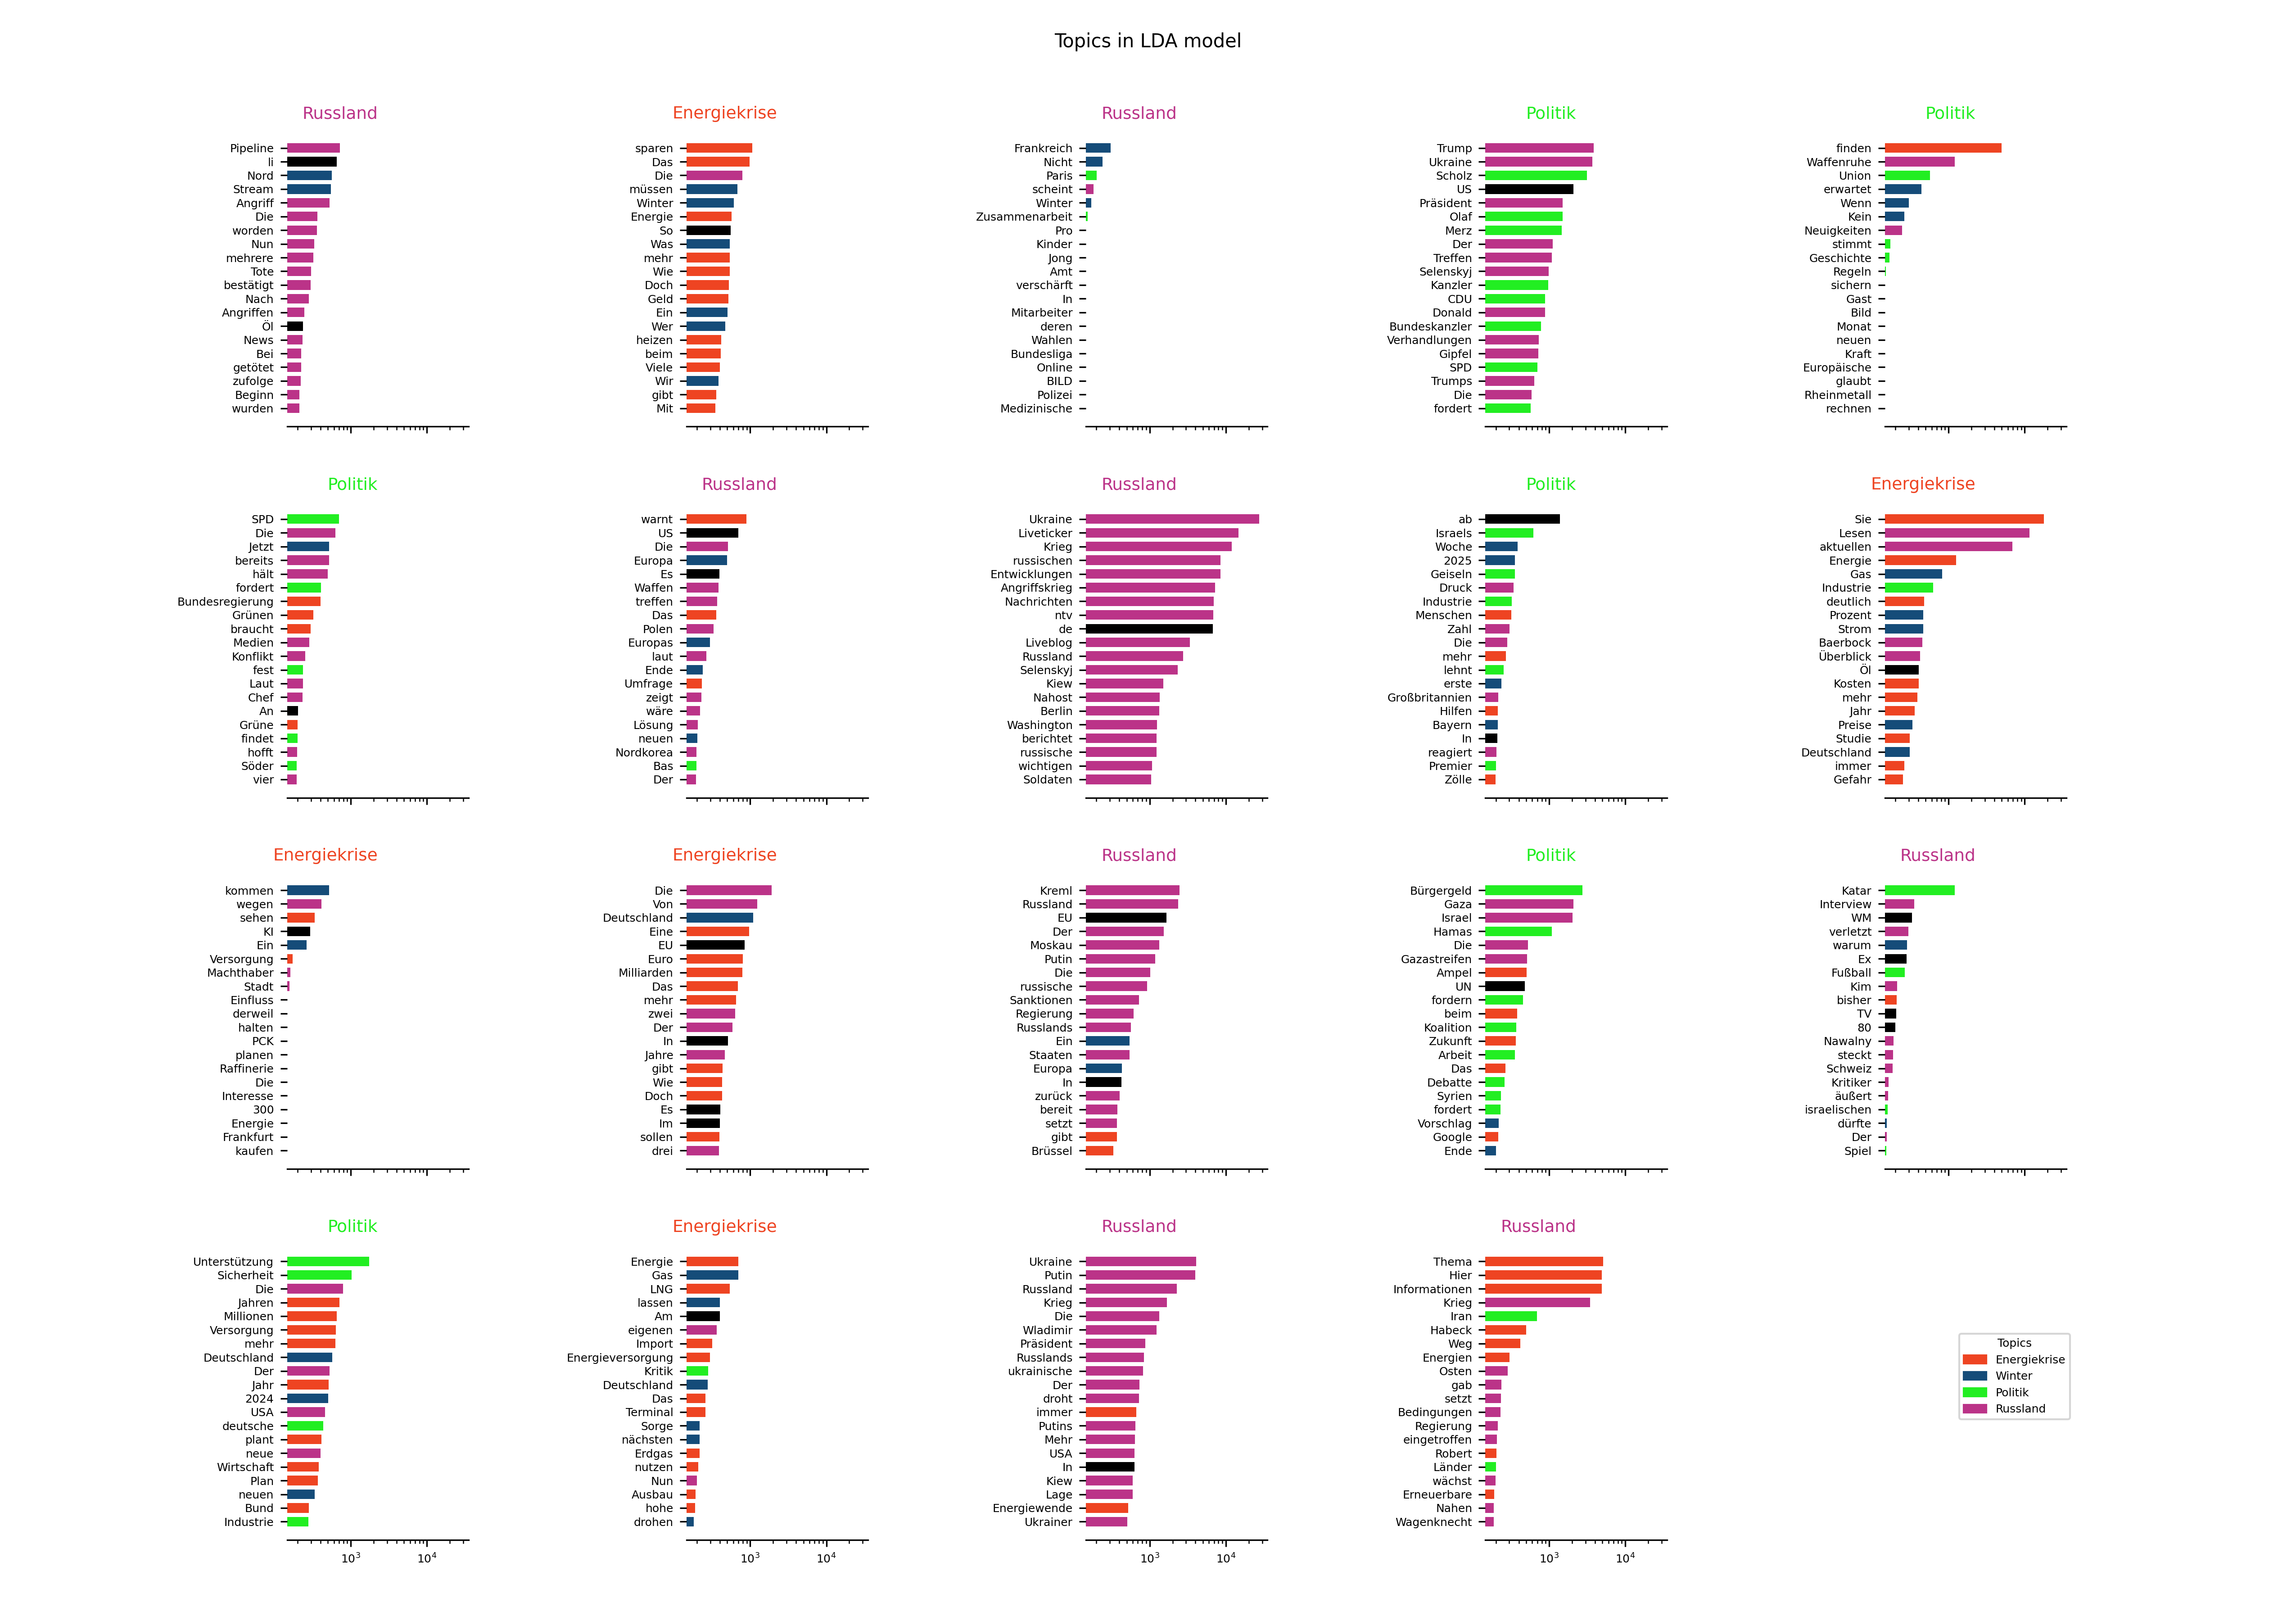 Topics in LDA model
Russland
Pipeline
li
Nord
Stream
Angriff
Die
worden
Nun
mehrere
Tote
bestätigt
Nach
Angriffen
Öl
News
Bei
getötet
zufolge
Beginn
wurden
Energiekrise
sparen
Das
Die
müssen
Winter
Energie
So
Was
mehr
Wie
Doch
Geld
Ein
Wer
heizen
beim
Viele
Wir
gibt
Mit
Russland
Frankreich
Nicht
Paris
scheint
Winter
Zusammenarbeit
Pro
Kinder
Jong
Amt
verschärft
In
Mitarbeiter
deren
Wahlen
Bundesliga
Online
BILD
Polizei
Medizinische
Politik
Trump
Ukraine
Scholz
US
Präsident
Olaf
Merz
Der
Treffen
Selenskyj
Kanzler
CDU
Donald
Bundeskanzler
Verhandlungen
Gipfel
SPD
Trumps
Die
fordert
Politik
finden
Waffenruhe
Union
erwartet
Wenn
Kein
Neuigkeiten
stimmt
Geschichte
Regeln
sichern
Gast
Bild
Monat
neuen
Kraft
Europäische
glaubt
Rheinmetall
rechnen
Politik
SPD
Die
Jetzt
bereits
hält
fordert
Bundesregierung
Grünen
braucht
Medien
Konflikt
fest
Laut
Chef
An
Grüne
findet
hofft
Söder
vier
Russland
warnt
US
Die
Europa
Es
Waffen
treffen
Das
Polen
Europas
laut
Ende
Umfrage
zeigt
wäre
Lösung
neuen
Nordkorea
Bas
Der
Russland
Ukraine
Liveticker
Krieg
russischen
Entwicklungen
Angriffskrieg
Nachrichten
ntv
de
Liveblog
Russland
Selenskyj
Kiew
Nahost
Berlin
Washington
berichtet
russische
wichtigen
Soldaten
Politik
ab
Israels
Woche
2025
Geiseln
Druck
Industrie
Menschen
Zahl
Die
mehr
lehnt
erste
Großbritannien
Hilfen
Bayern
In
reagiert
Premier
Zölle
Energiekrise
Sie
Lesen
aktuellen
Energie
Gas
Industrie
deutlich
Prozent
Strom
Baerbock
Überblick
Öl
Kosten
mehr
Jahr
Preise
Studie
Deutschland
immer
Gefahr
Energiekrise
kommen
wegen
sehen
KI
Ein
Versorgung
Machthaber
Stadt
Einfluss
derweil
halten
PCK
planen
Raffinerie
Die
Interesse
300
Energie
Frankfurt
kaufen
Energiekrise
Die
Von
Deutschland
Eine
EU
Euro
Milliarden
Das
mehr
zwei
Der
In
Jahre
gibt
Wie
Doch
Es
Im
sollen
drei
Russland
Kreml
Russland
EU
Der
Moskau
Putin
Die
russische
Sanktionen
Regierung
Russlands
Ein
Staaten
Europa
In
zurück
bereit
setzt
gibt
Brüssel
Politik
Bürgergeld
Gaza
Israel
Hamas
Die
Gazastreifen
Ampel
UN
fordern
beim
Koalition
Zukunft
Arbeit
Das
Debatte
Syrien
fordert
Vorschlag
Google
Ende
Russland
Katar
Interview
WM
verletzt
warum
Ex
Fußball
Kim
bisher
TV
80
Nawalny
steckt
Schweiz
Kritiker
äußert
israelischen
dürfte
Der
Spiel
Politik
Unterstützung
Sicherheit
Die
Jahren
Millionen
Versorgung
mehr
Deutschland
Der
Jahr
2024
USA
deutsche
plant
neue
Wirtschaft
Plan
neuen
Bund
Industrie
10³ 10⁴
Energiekrise
Energie
Gas
LNG
lassen
Am
eigenen
Import
Energieversorgung
Kritik
Deutschland
Das
Terminal
Sorge
nächsten
Erdgas
nutzen
Nun
Ausbau
hohe
drohen
10³ 10⁴
Russland
Ukraine
Putin
Russland
Krieg
Die
Wladimir
Präsident
Russlands
ukrainische
Der
droht
immer
Putins
Mehr
USA
In
Kiew
Lage
Energiewende
Ukrainer
10³ 10⁴
Russland
Thema
Hier
Informationen
Krieg
Iran
Habeck
Weg
Energien
Osten
gab
setzt
Bedingungen
Regierung
eingetroffen
Robert
Länder
wächst
Erneuerbare
Nahen
Wagenknecht
10³ 10⁴
Topics
Energiekrise
Winter
Politik
Russland